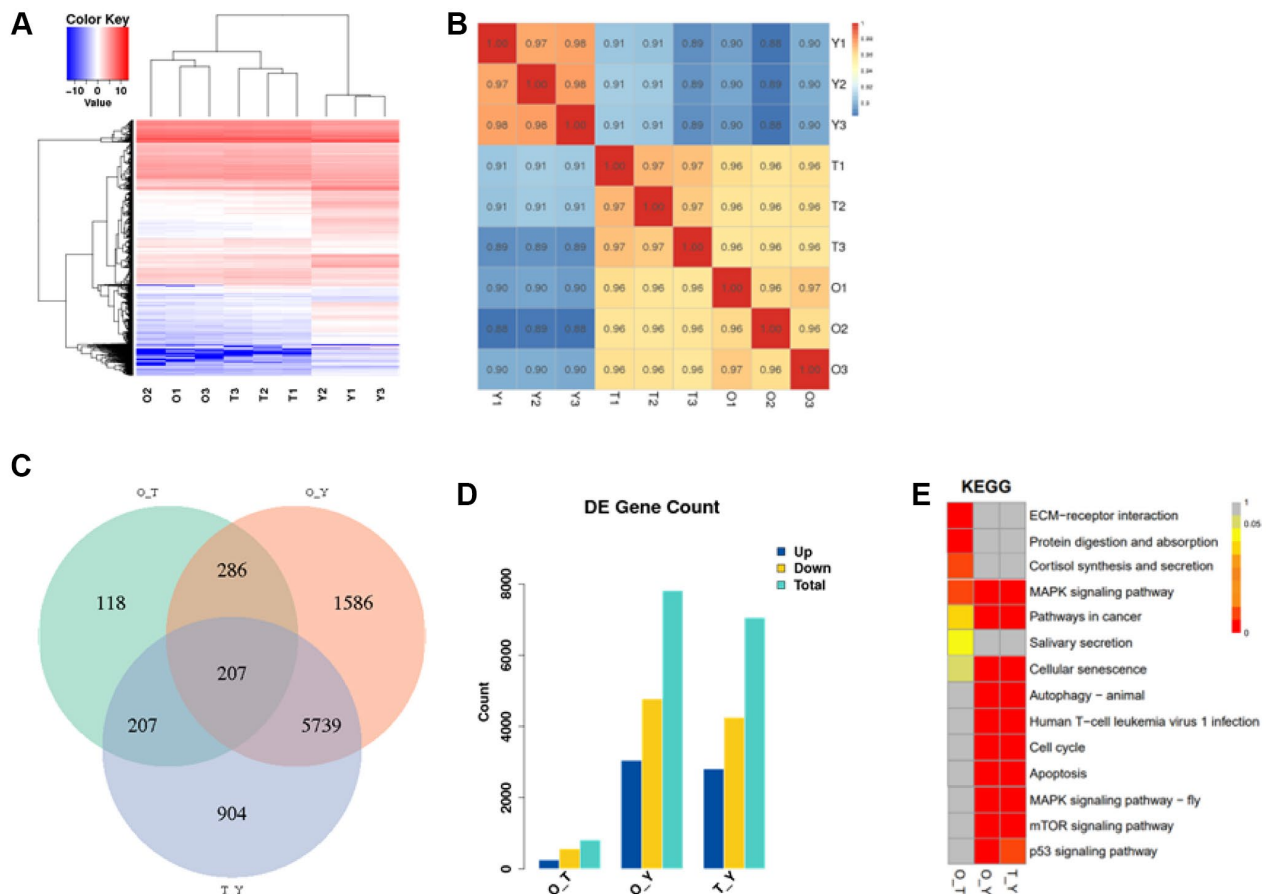 A
Color Key
−10 0 10
Value
O2 O1 O3 T3 T2 T1 Y2 Y1 Y3
B
1.00 0.97 0.98 0.91 0.91 0.89 0.90 0.88 0.90 Y1
0.97 1.00 0.98 0.91 0.91 0.89 0.90 0.89 0.90 Y2
0.98 0.98 1.00 0.91 0.91 0.89 0.90 0.88 0.90 Y3
0.91 0.91 0.91 1.00 0.97 0.97 0.96 0.96 0.96 T1
0.91 0.91 0.91 0.97 1.00 0.97 0.96 0.96 0.96 T2
0.89 0.89 0.89 0.97 0.97 1.00 0.96 0.96 0.96 T3
0.90 0.90 0.90 0.96 0.96 0.96 1.00 0.96 0.97 O1
0.88 0.89 0.88 0.96 0.96 0.96 0.96 1.00 0.96 O2
0.90 0.90 0.90 0.96 0.96 0.96 0.97 0.96 1.00 O3
Y1 Y2 Y3 T1 T2 T3 O1 O2 O3
1
0.98
0.96
0.94
0.92
0.9
C
O_T O_Y
286
118 1586
207
207 5739
904
T_Y
D
DE Gene Count
Up
Down
Total
Count
8000
6000
4000
2000
0
O_T O_Y T_Y
E
KEGG
1
0.05
0
ECM−receptor interaction
Protein digestion and absorption
Cortisol synthesis and secretion
MAPK signaling pathway
Pathways in cancer
Salivary secretion
Cellular senescence
Autophagy − animal
Human T−cell leukemia virus 1 infection
Cell cycle
Apoptosis
MAPK signaling pathway − fly
mTOR signaling pathway
p53 signaling pathway
O_T O_Y T_Y